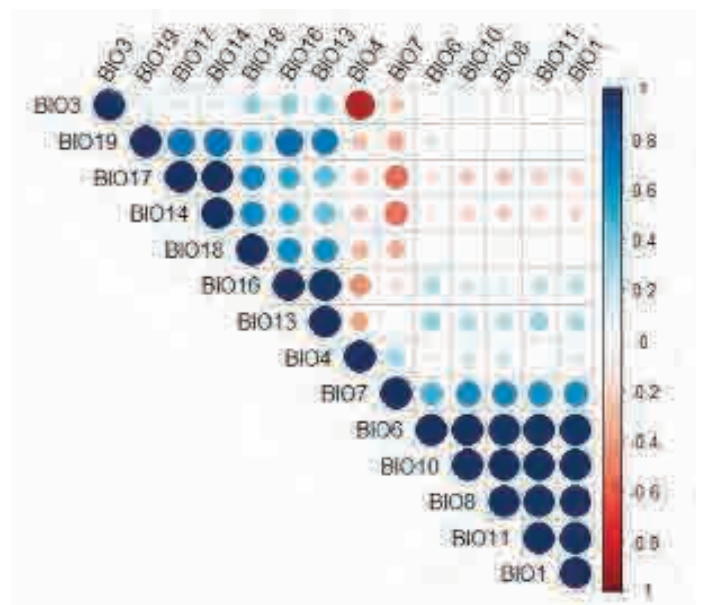 BIO3 BIO19 BIO17 BIO14 BIO18 BIO16 BIO13 BIO4 BIO7 BIO6 BIO10 BIO8 BIO11 BIO1
BIO3
BIO19
BIO17
BIO14
BIO18
BIO16
BIO13
BIO4
BIO7
BIO6
BIO10
BIO8
BIO11
BIO1
1
0.8
0.6
0.4
0.2
0
-0.2
-0.4
-0.6
-0.8
-1